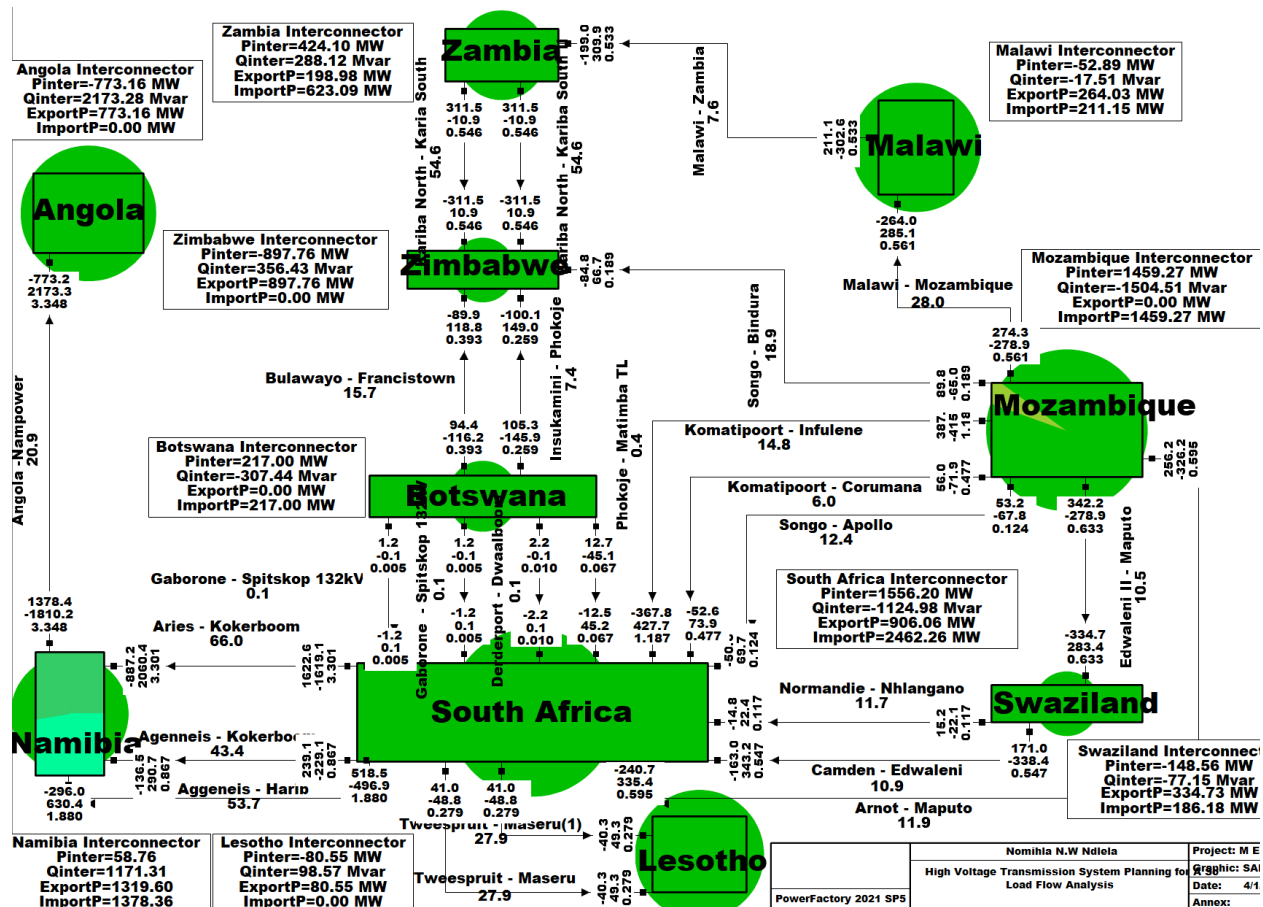 Zambia Interconnector
Pinter=424.10 MW
Qinter=288.12 Mvar
ExportP=198.98 MW
ImportP=623.09 MW
Angola Interconnector
Pinter=-773.16 MW
Qinter=2173.28 Mvar
ExportP=773.16 MW
ImportP=0.00 MW
Malawi Interconnector
Pinter=-52.89 MW
Qinter=-17.51 Mvar
ExportP=264.03 MW
ImportP=211.15 MW
Zambia
-199.0
309.9
0.533
Malawi - Zambia
7.6
211.1
-302.6
0.533
Malawi
-264.0
285.1
0.561
311.5
-10.9
0.546
311.5
-10.9
0.546
Kariba North - Karia South
54.6
Kariba North - Kariba South
54.6
-311.5
10.9
0.546
-311.5
10.9
0.546
Angola
-773.2
2173.3
3.348
Zimbabwe Interconnector
Pinter=-897.76 MW
Qinter=356.43 Mvar
ExportP=897.76 MW
ImportP=0.00 MW
Zimbabwe
-84.8
66.7
0.189
Mozambique Interconnector
Pinter=1459.27 MW
Qinter=-1504.51 MW
ExportP=0.00 MW
ImportP=1459.27 MW
Malawi - Mozambique
28.0
274.3
-278.9
0.561
-89.9
118.8
0.393
-100.1
149.0
0.259
Bulawayo - Francistown
15.7
Insukamini - Phokoje
7.4
Songo - Bindura
18.9
89.8
-65.0
0.189
Mozambique
387.
-415
1.18
256.2
-326.2
0.595
94.4
-116.2
0.393
105.3
-145.9
0.259
Phokoje - Matimba TL
0.4
Komatipoort - Infulene
14.8
Komatipoort - Corumana
6.0
56.0
-71.9
0.477
Songo - Apollo
12.4
53.2
-67.8
0.124
342.2
-278.9
0.633
Botswana Interconnector
Pinter=217.00 MW
Qinter=-307.44 Mvar
ExportP=0.00 MW
ImportP=217.00 MW
Botswana
Angola -Nampower
20.9
1.2
-0.1
0.005
1.2
-0.1
0.005
2.2
-0.1
0.010
12.7
-45.1
0.067
Gaborone - Spitskop 132kV
0.1
Gaborone - Spitskop 132kV
0.1
Derderport - Dwaalboom
0.1
South Africa Interconnector
Pinter=1556.20 MW
Qinter=-1124.98 Mvar
ExportP=906.06 MW
ImportP=2462.26 MW
Edwaleni II - Maputo
10.5
1378.4
-1810.2
3.348
Aries - Kokerboom
66.0
-1.2
0.1
0.005
-1.2
0.1
0.005
-2.2
0.1
0.010
-12.5
45.2
0.067
-367.8
427.7
1.187
-52.6
73.9
0.477
69.7
0.124
-334.7
283.4
0.633
-887.2
2060.4
3.301
1622.6
-1619.1
3.301
South Africa
Namibia
Normandie - Nhlangano
11.7
-14.8
22.4
0.117
15.2
-22.1
0.117
Swaziland
43.4
-136.5
290.7
0.867
239.1
-229.1
0.867
-163.0
343.2
0.547
Camden - Edwaleni
10.9
171.0
-338.4
0.547
-296.0
630.4
1.880
Aggeneis - Harib
53.7
518.5
-496.9
1.880
41.0
-48.8
0.279
41.0
-48.8
0.279
-240.7
335.4
0.595
Arnot - Maputo
11.9
Swaziland Interconnect
Pinter=-148.56 MW
Qinter=-77.15 Mvar
Export=334.73 MW
Import=186.18 MW
Tweespruit - Maseru(1)
27.9
-40.3
49.3
0.279
Lesotho
Tweespruit - Maseru
27.9
-40.3
49.3
0.279
Namibia Interconnector
Pinter=58.76
Qinter=1171.31
ExportP=1319.60
ImportP=1378.36
Lesotho Interconnector
Pinter=-80.55 MW
Qinter=98.57 Mvar
ExportP=80.55 MW
ImportP=0.00 MW
PowerFactory 2021 SP5
Nomihla N.W Ndlela
High Voltage Transmission System Planning for
Load Flow Analysis
Project: M E
Graphic: SA
Date: 4/1
Annex: